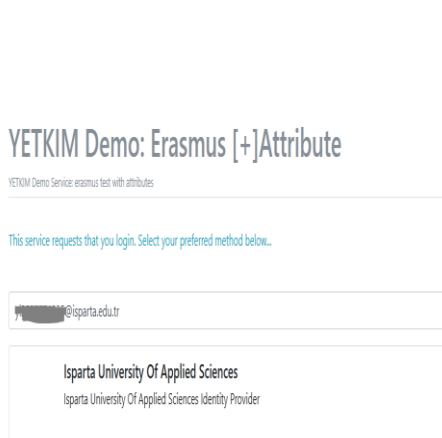 YETKIM Demo: Erasmus [+]Attribute
YETKIM Demo Service: erasmus test with attributes
This service requests that you login. Select your preferred method below...
@isparta.edu.tr
Isparta University Of Applied Sciences
Isparta University Of Applied Sciences Identity Provider